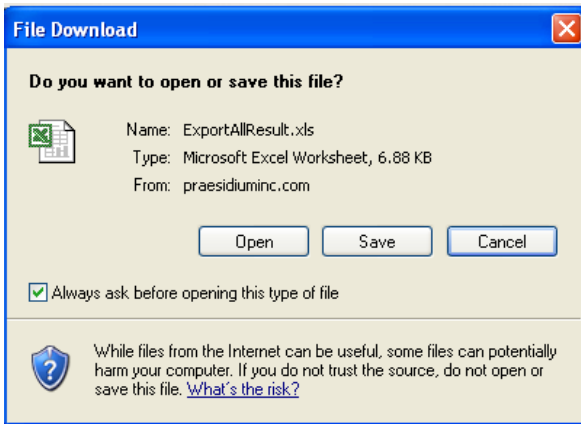 File Download
Do you want to open or save this file?
Name: ExportAllResult.xls
Type: Microsoft Excel Worksheet, 6.88 KB
From: praesidiuminc.com
Open Save Cancel
Always ask before opening this type of file
While files from the Internet can be useful, some files can potentially
harm your computer. If you do not trust the source, do not open or
save this file. What's the risk?